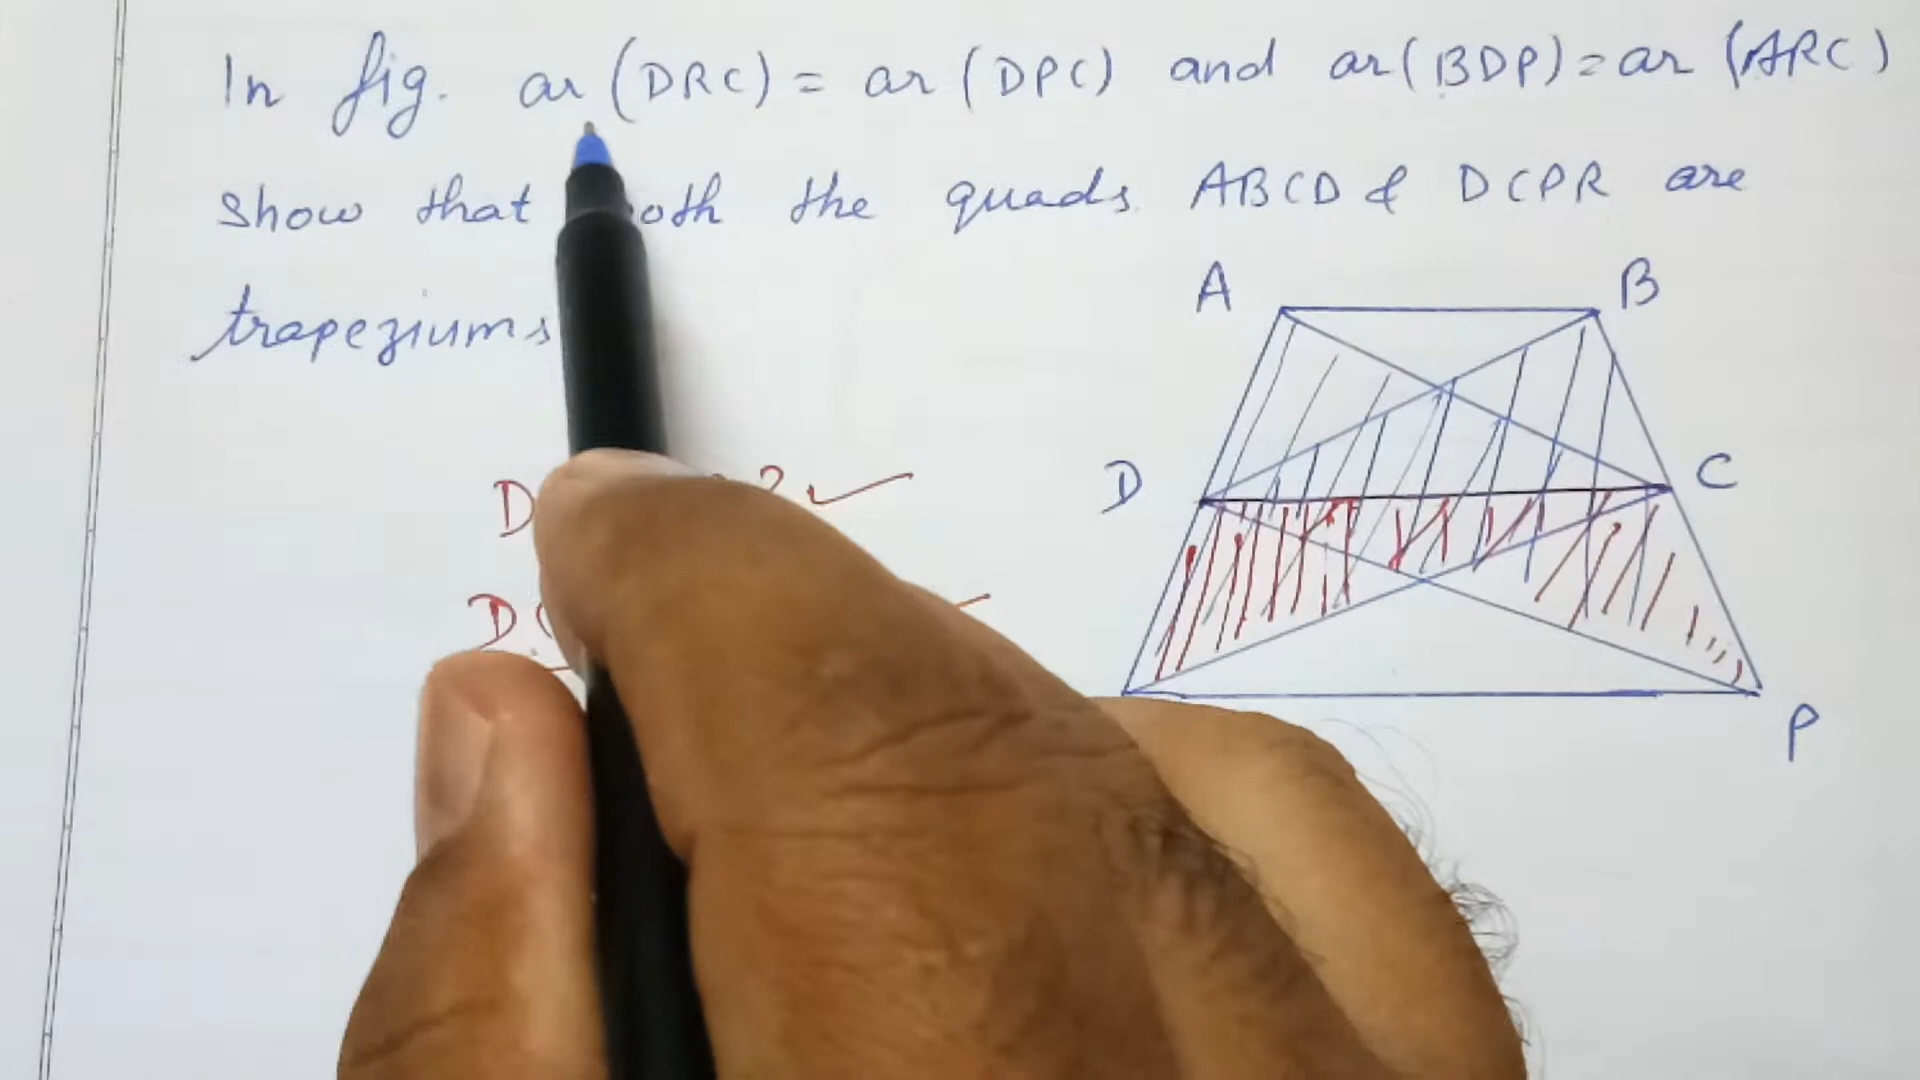 In fig. ar (DRC) = ar (DPC) and ar (BDP) = ar (ARC)
Show that the quads. ABCD & DCPR are
trapeziums
A
B
D
C
P